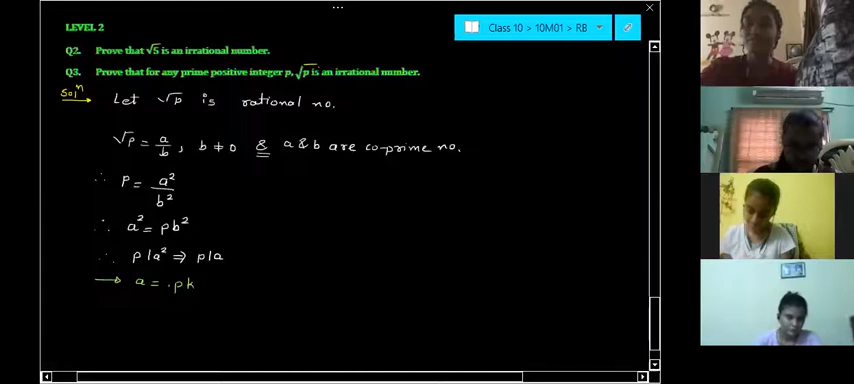 LEVEL 2
Class 10 > 10M01 > RB
Q2. Prove that √5 is an irrational number.
Q3. Prove that for any prime positive integer p, √p is an irrational number.
Solⁿ → Let √p is rational no.
√p = a/b, b ≠ 0 & a & b are co-prime no.
∴ P = a²/b²
∴ a² = pb²
∴ p|a² ⇒ p|a
→ a = .pk